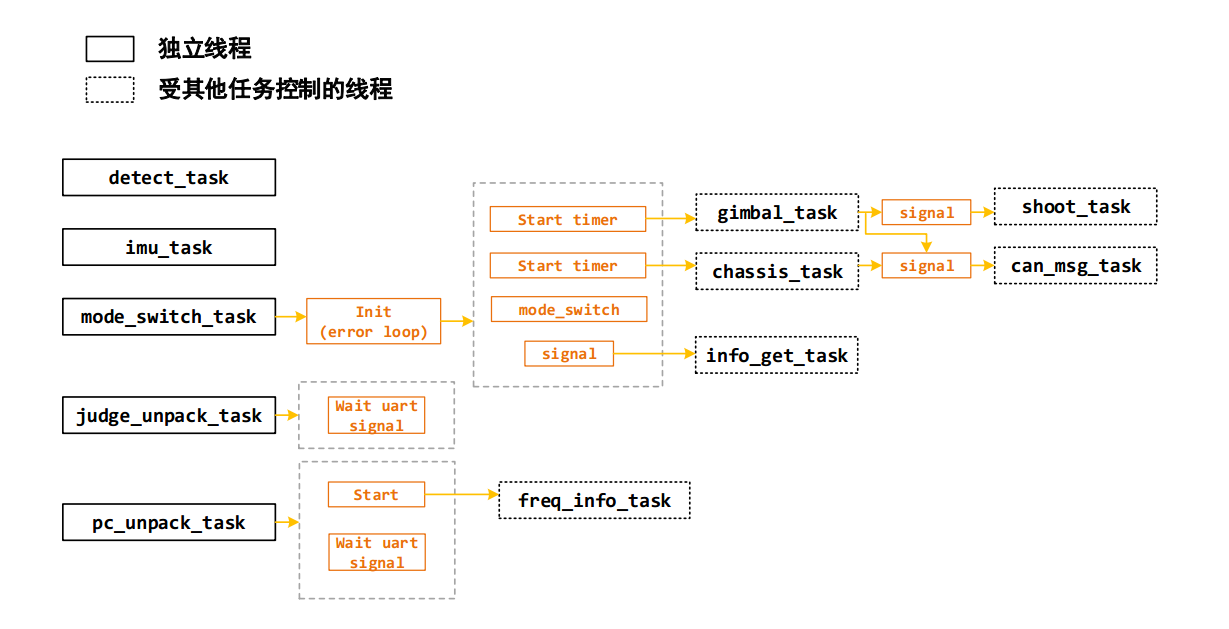 独立线程
受其他任务控制的线程
detect_task
imu_task
mode_switch_task
Init
(error loop)
Start timer
gimbal_task
signal
shoot_task
Start timer
chassis_task
signal
can_msg_task
mode_switch
signal
info_get_task
judge_unpack_task
Wait uart
signal
pc_unpack_task
Start
freq_info_task
Wait uart
signal